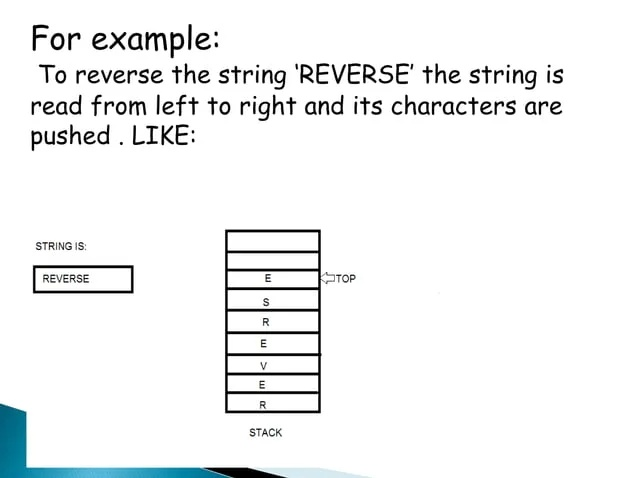 For example:
To reverse the string ‘REVERSE’ the string is
read from left to right and its characters are
pushed . LIKE:
STRING IS:
REVERSE
E
TOP
S
R
E
V
E
R
STACK